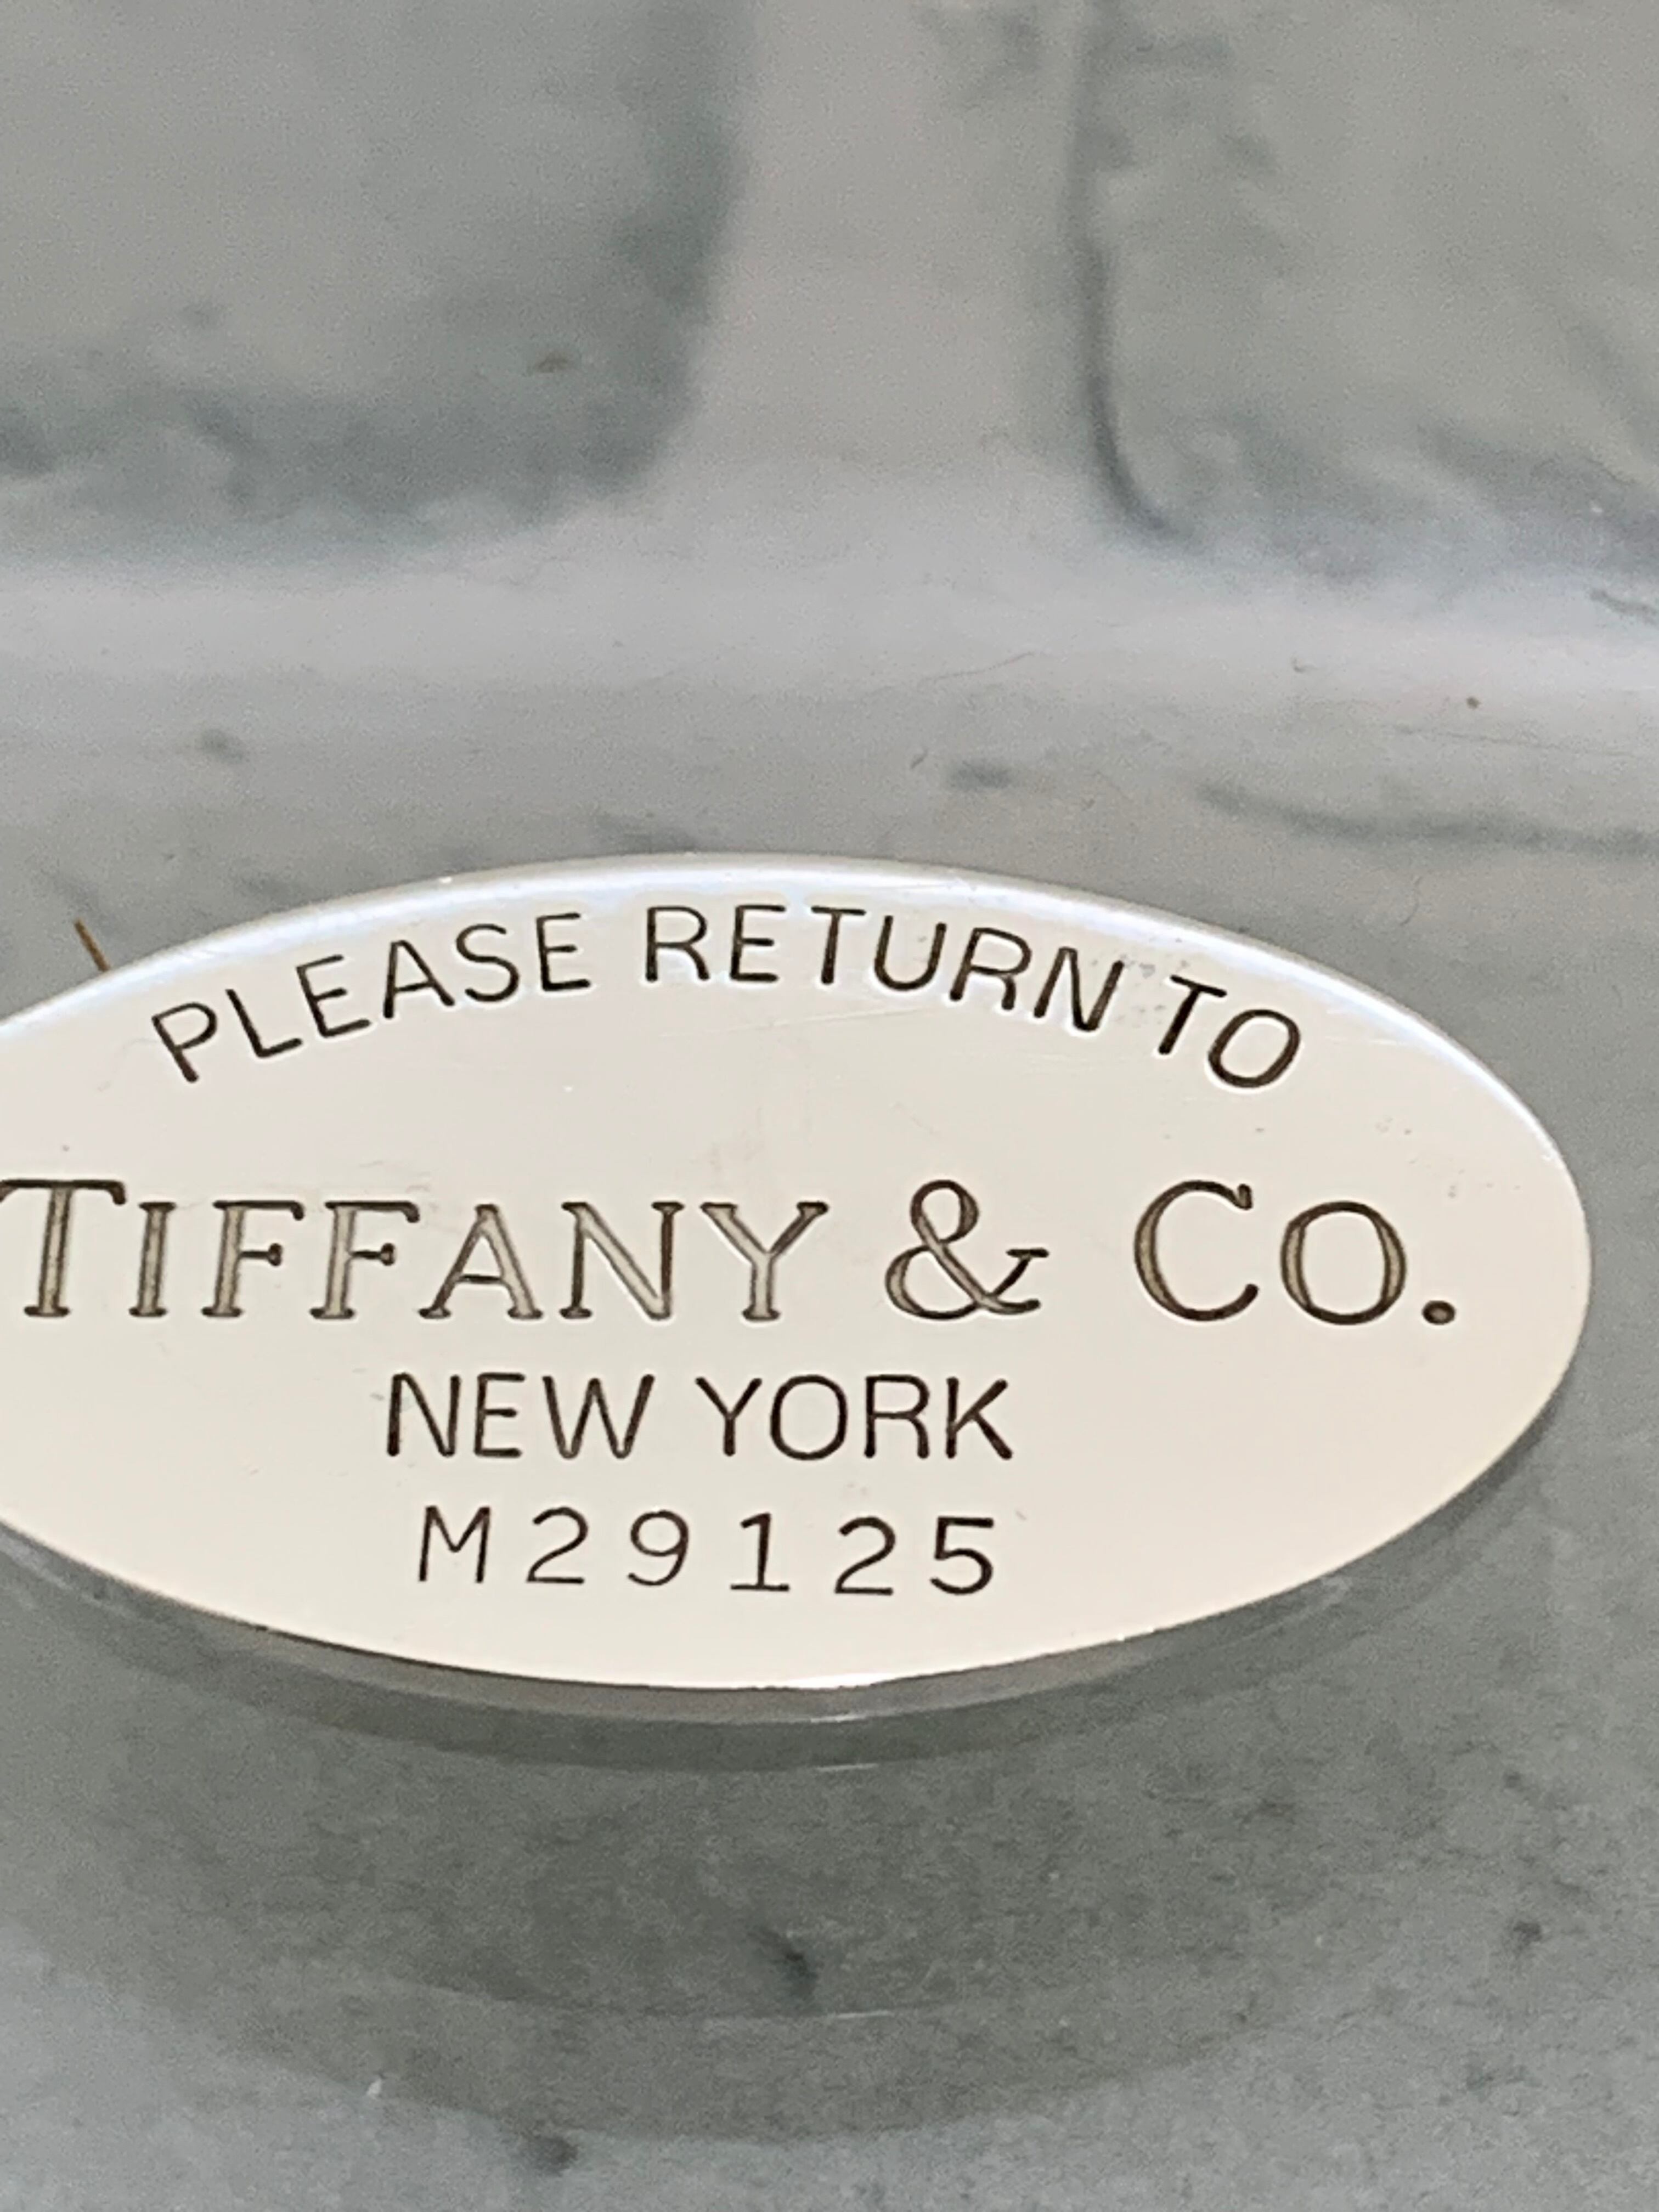 PLEASE RETURN TO
TIFFANY & CO.
NEW YORK
M29125